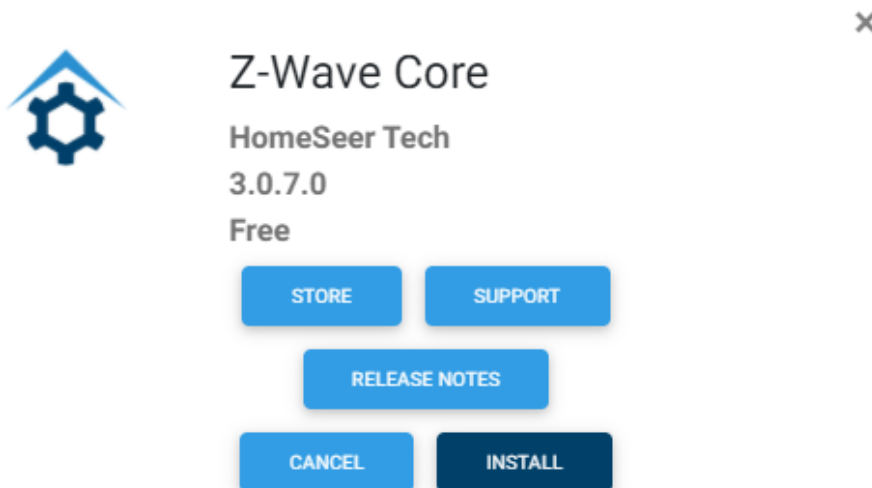 Z-Wave Core
HomeSeer Tech
3.0.7.0
Free
STORE SUPPORT
RELEASE NOTES
CANCEL INSTALL